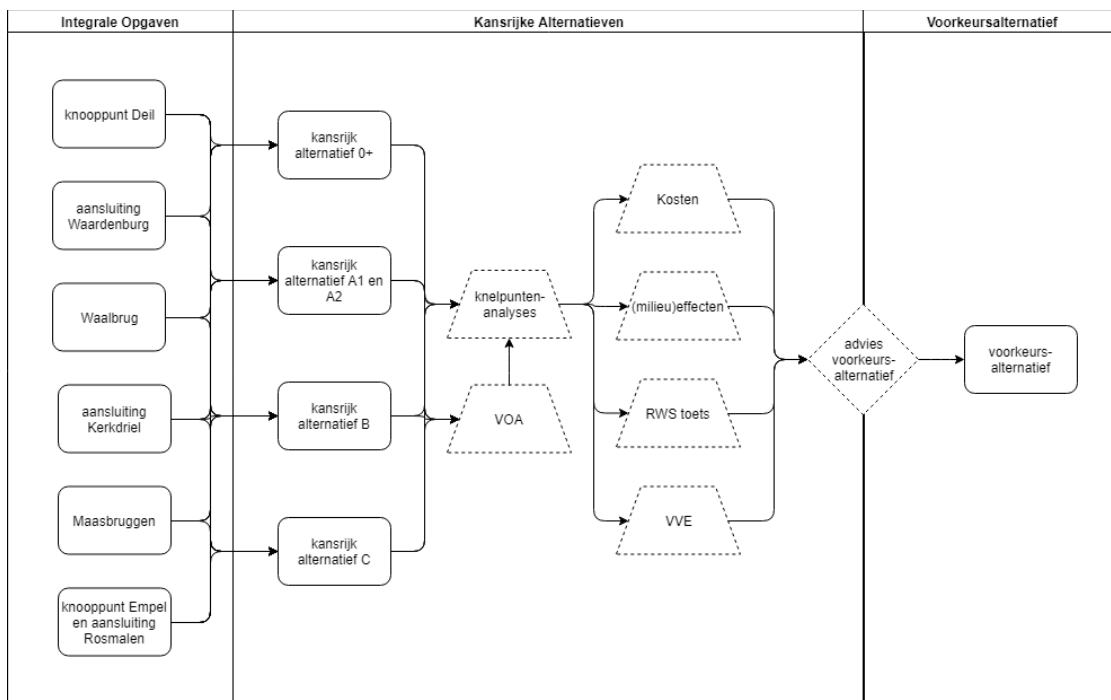 Integrale Opgaven
Kansrijke Alternatieven
Voorkeursalternatief
knooppunt Deil
aansluiting
Waardenburg
Waalbrug
aansluiting
Kerkdriel
Maasbruggen
knooppunt Empel
en aansluiting
Rosmalen
kansrijk
alternatief 0+
kansrijk
alternatief A1 en
A2
kansrijk
alternatief B
kansrijk
alternatief C
knelpunten-
analyses
VOA
Kosten
(milieu)effecten
RWS toets
VVE
advies
voorkeurs-
alternatief
voorkeurs-
alternatief